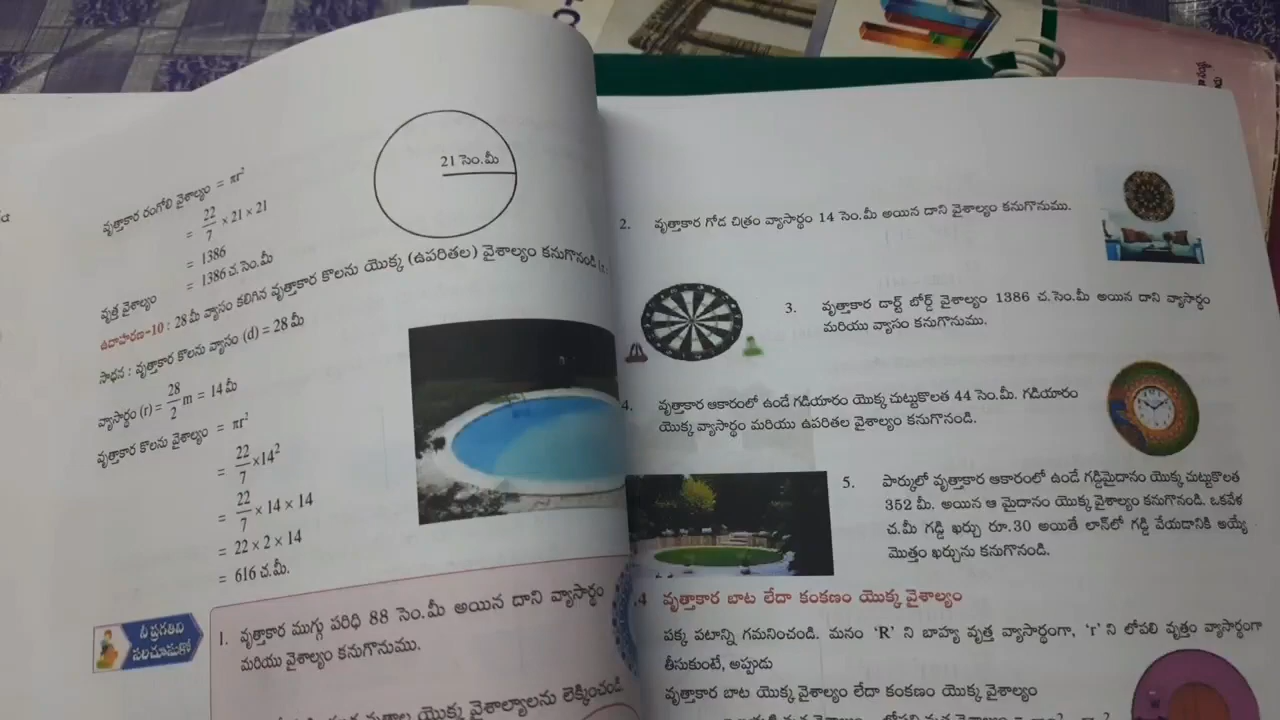 21 సెం.మీ
వృత్తాకార రంగోలి వైశాల్యం = πr²
= 22/7 × 21 × 21
= 1386
వృత్త వైశాల్యం = 1386 చ.సెం.మీ
ఉదాహరణ-10 : 28 మీ వ్యాసం కలిగిన వృత్తాకార కొలను యొక్క (ఉపరితల) వైశాల్యం కనుగొనండి
సాధన : వృత్తాకార కొలను వ్యాసం (d) = 28 మీ
వ్యాసార్థం (r) = 28/2 m = 14 మీ
వృత్తాకార కొలను వైశాల్యం = πr²
= 22/7 ×14²
= 22/7 × 14 × 14
= 22 × 2 × 14
= 616 చ.మీ.
మీ ప్రగతిని
సరిచూసుకో
1. వృత్తాకార ముగ్గు పరిధి 88 సెం.మీ అయిన దాని వ్యాసార్థం
మరియు వైశాల్యం కనుగొనుము.
యొక్క వైశాల్యాలను లెక్కించండి
2. వృత్తాకార గోడ చిత్రం వ్యాసార్థం 14 సెం.మీ అయిన దాని వైశాల్యం కనుగొనుము.
3. వృత్తాకార డార్ట్ బోర్డ్ వైశాల్యం 1386 చ.సెం.మీ అయిన దాని వ్యాసార్థం
మరియు వ్యాసం కనుగొనుము.
4. వృత్తాకార ఆకారంలో ఉండే గడియారం యొక్క చుట్టుకొలత 44 సెం.మీ. గడియారం
యొక్క వ్యాసార్థం మరియు ఉపరితల వైశాల్యం కనుగొనండి.
5. పార్కులో వృత్తాకార ఆకారంలో ఉండే గడ్డిమైదానం యొక్క చుట్టుకొలత
352 మీ. అయిన ఆ మైదానం యొక్క వైశాల్యం కనుగొనండి. ఒకవేళ
చ.మీ గడ్డి ఖర్చు రూ.30 అయితే లాన్‌లో గడ్డి వేయడానికి అయ్యే
మొత్తం ఖర్చును కనుగొనండి.
.4 వృత్తాకార బాట లేదా కంకణం యొక్క వైశాల్యం
పక్క పటాన్ని గమనించండి. మనం ‘R’ ని బాహ్య వృత్త వ్యాసార్థంగా, ‘r’ ని లోపలి వృత్తం వ్యాసార్థంగా
తీసుకుంటే, అప్పుడు
వృత్తాకార బాట యొక్క వైశాల్యం లేదా కంకణం యొక్క వైశాల్యం